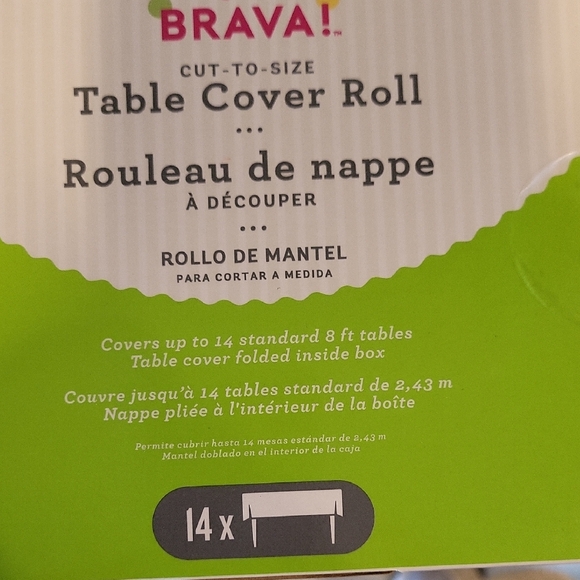 BRAVA!™
CUT-TO-SIZE
Table Cover Roll
•••
Rouleau de nappe
À DÉCOUPER
•••
ROLLO DE MANTEL
PARA CORTAR A MEDIDA
Covers up to 14 standard 8 ft tables
Table cover folded inside box
Couvre jusqu'à 14 tables standard de 2,43 m
Nappe pliée à l'intérieur de la boîte
Permite cubrir hasta 14 mesas estándar de 2,43 m
Mantel doblado en el interior de la caja
14 x